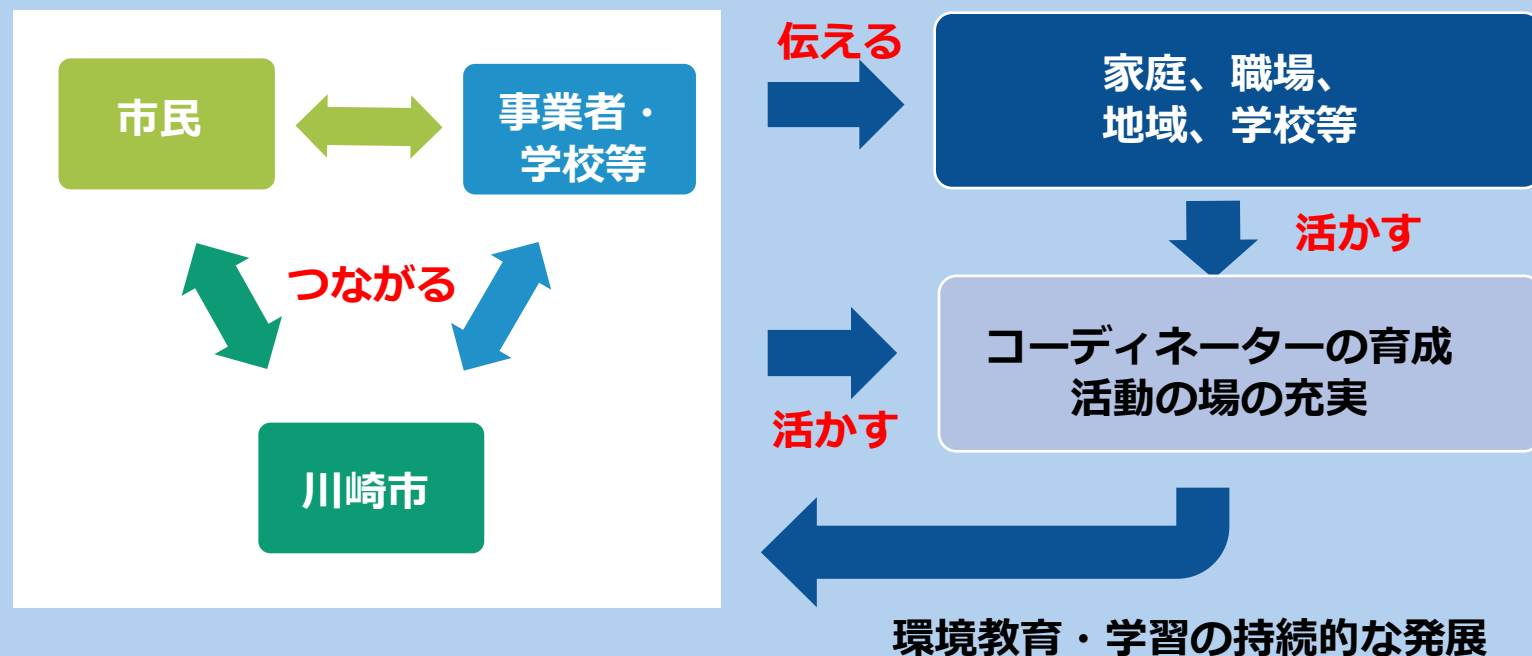 市民
事業者・
学校等
つながる
川崎市
伝える
家庭、職場、
地域、学校等
活かす
活かす
コーディネーターの育成
活動の場の充実
環境教育・学習の持続的な発展